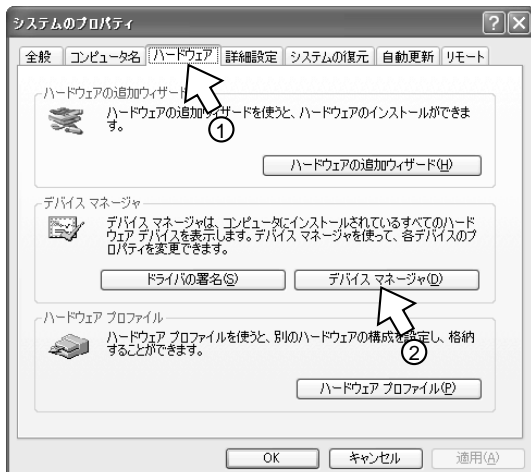 システムのプロパティ
全般 コンピュータ名 ハードウェア 詳細設定 システムの復元 自動更新 リモート
①
ハードウェアの追加ウィザード
ハードウェアの追加ウィザードを使うと、ハードウェアのインストールができま
す。
ハードウェアの追加ウィザード(H)
デバイス マネージャ
デバイス マネージャは、コンピュータにインストールされているすべてのハード
ウェア デバイスを表示します。デバイス マネージャを使って、各デバイスのプ
ロパティを変更できます。
ドライバの署名(S) デバイス マネージャ(D)
②
ハードウェア プロファイル
ハードウェア プロファイルを使うと、別のハードウェアの構成を設定し、格納
することができます。
ハードウェア プロファイル(P)
OK キャンセル 適用(A)